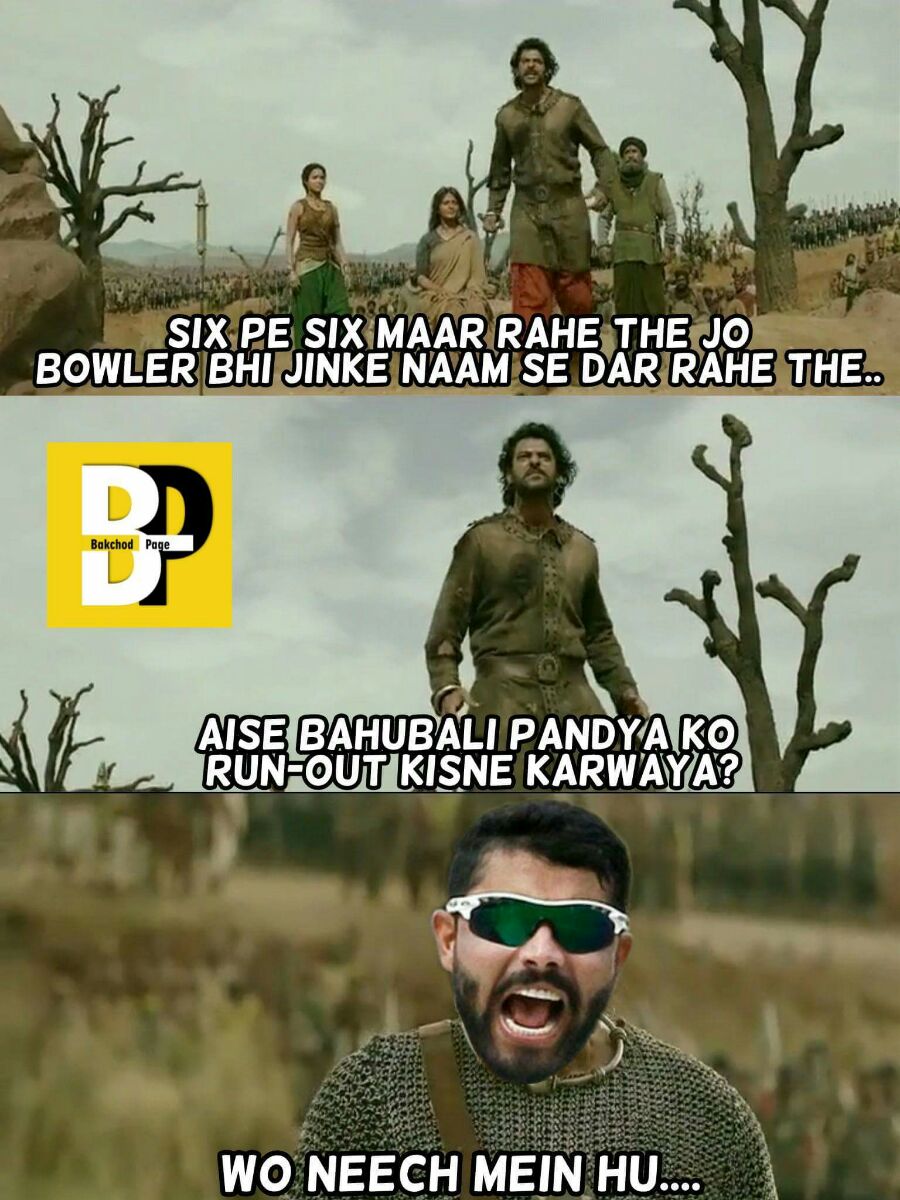 SIX PE SIX MAAR RAHE THE JO
BOWLER BHI JINKE NAAM SE DAR RAHE THE..
BP
Bakchod Page
AISE BAHUBALI PANDYA KO
RUN-OUT KISNE KARWAYA?
WO NEECH MEIN HU....